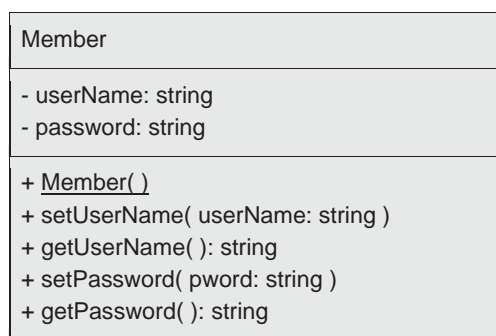 Member
- userName: string
- password: string
+ Member( )
+ setUserName( userName: string )
+ getUserName( ): string
+ setPassword( pword: string )
+ getPassword( ): string